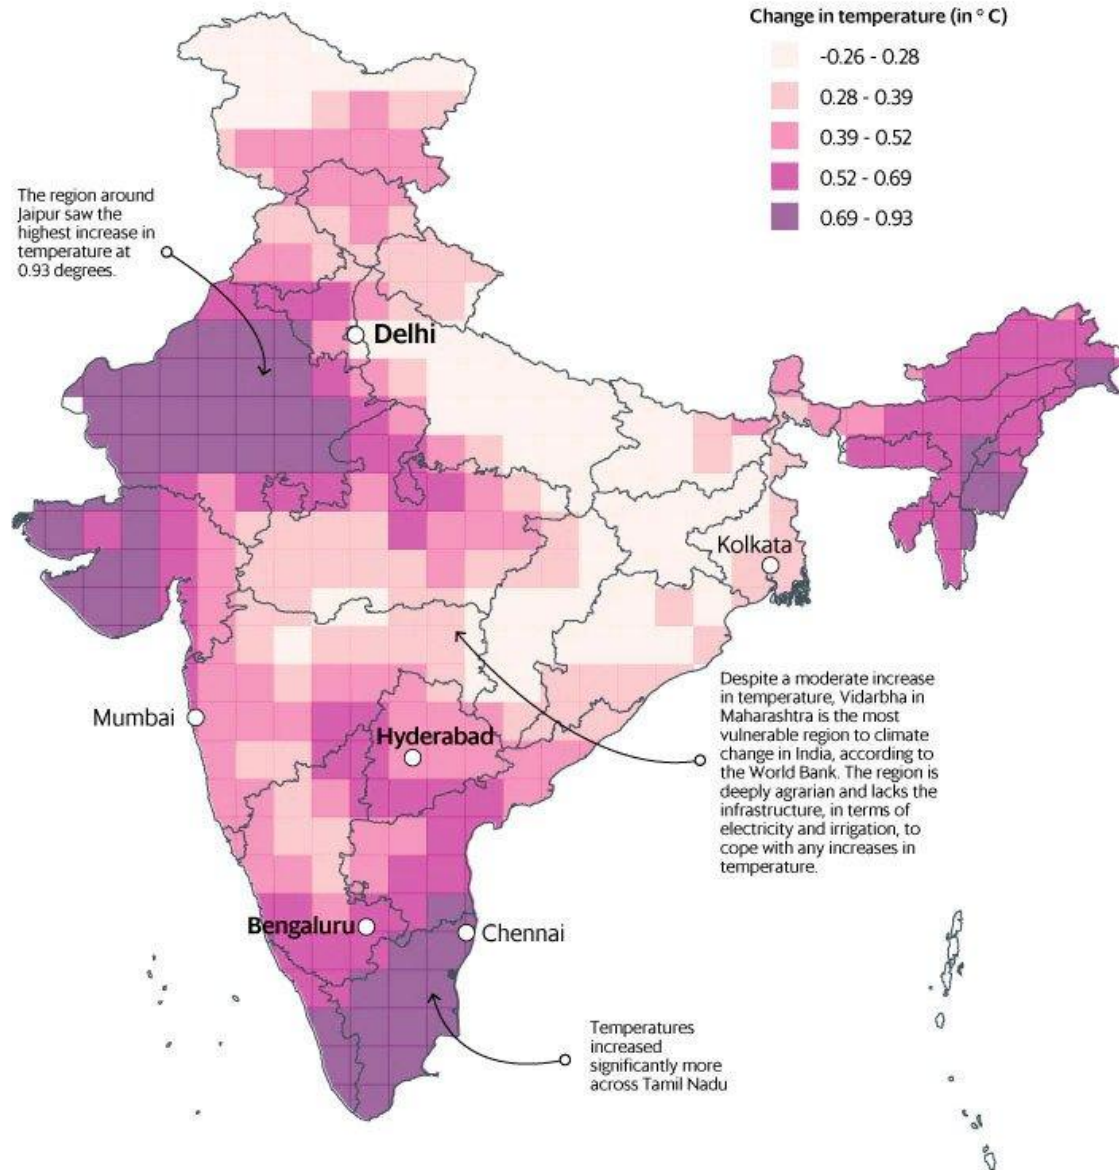 Change in temperature (in ° C)
-0.26 - 0.28
0.28 - 0.39
0.39 - 0.52
0.52 - 0.69
0.69 - 0.93
The region around
Jaipur saw the
highest increase in
temperature at
0.93 degrees.
Delhi
Kolkata
Mumbai
Hyderabad
Despite a moderate increase
in temperature, Vidarbha in
Maharashtra is the most
vulnerable region to climate
change in India, according to
the World Bank. The region is
deeply agrarian and lacks the
infrastructure, in terms of
electricity and irrigation, to
cope with any increases in
temperature.
Bengaluru
Chennai
Temperatures
increased
significantly more
across Tamil Nadu